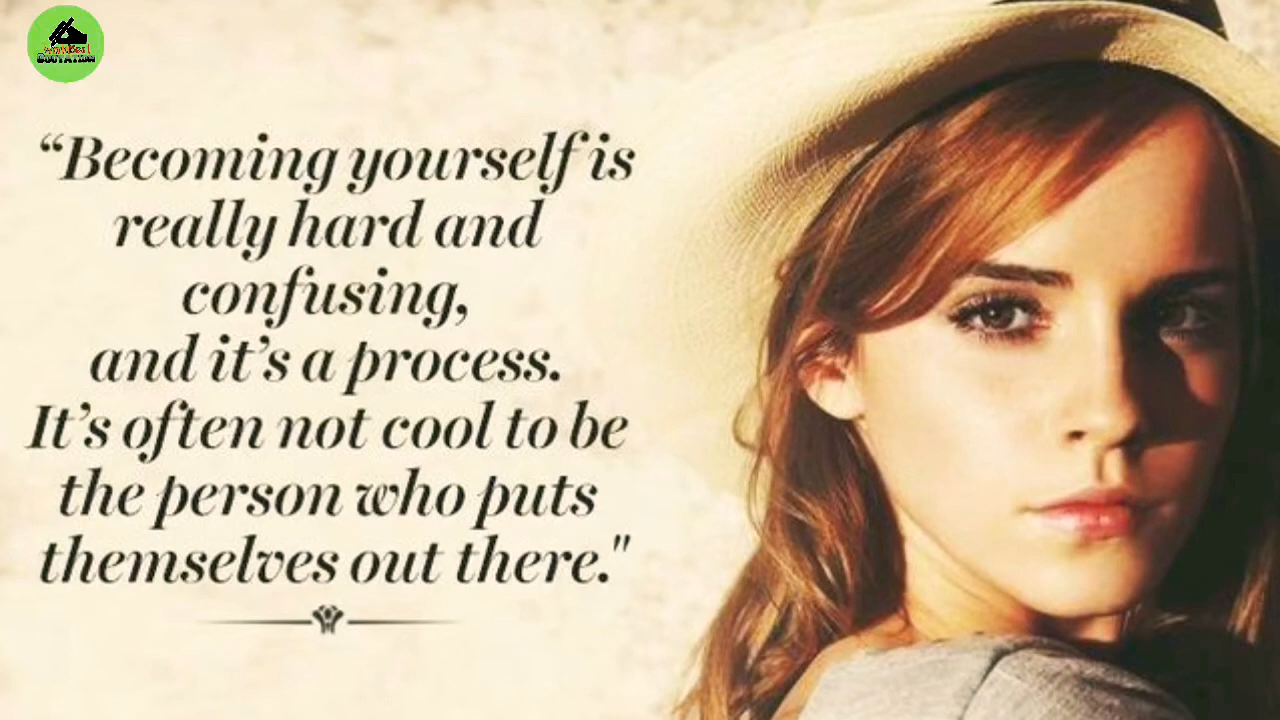 QUOTATION
“Becoming yourself is
really hard and
confusing,
and it’s a process.
It’s often not cool to be
the person who puts
themselves out there."